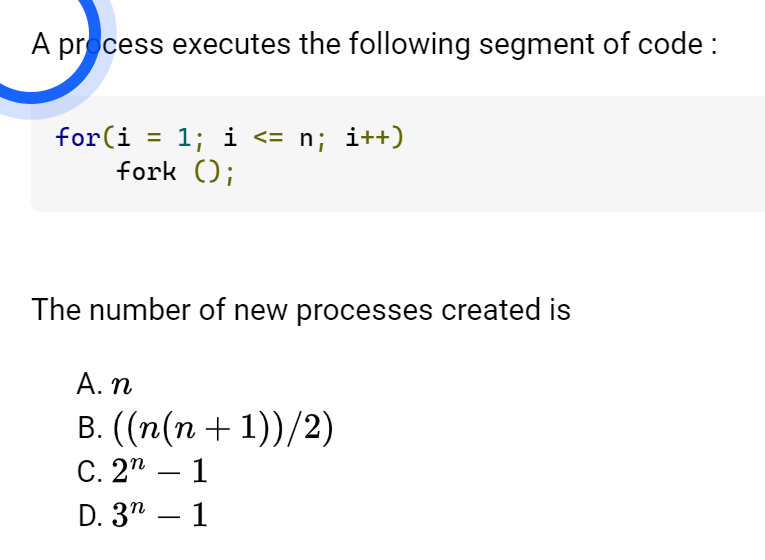 A process executes the following segment of code :
for(i = 1; i <= n; i++)
fork ();
The number of new processes created is
A. n
B. ((n(n + 1))/2)
C. 2ⁿ − 1
D. 3ⁿ − 1